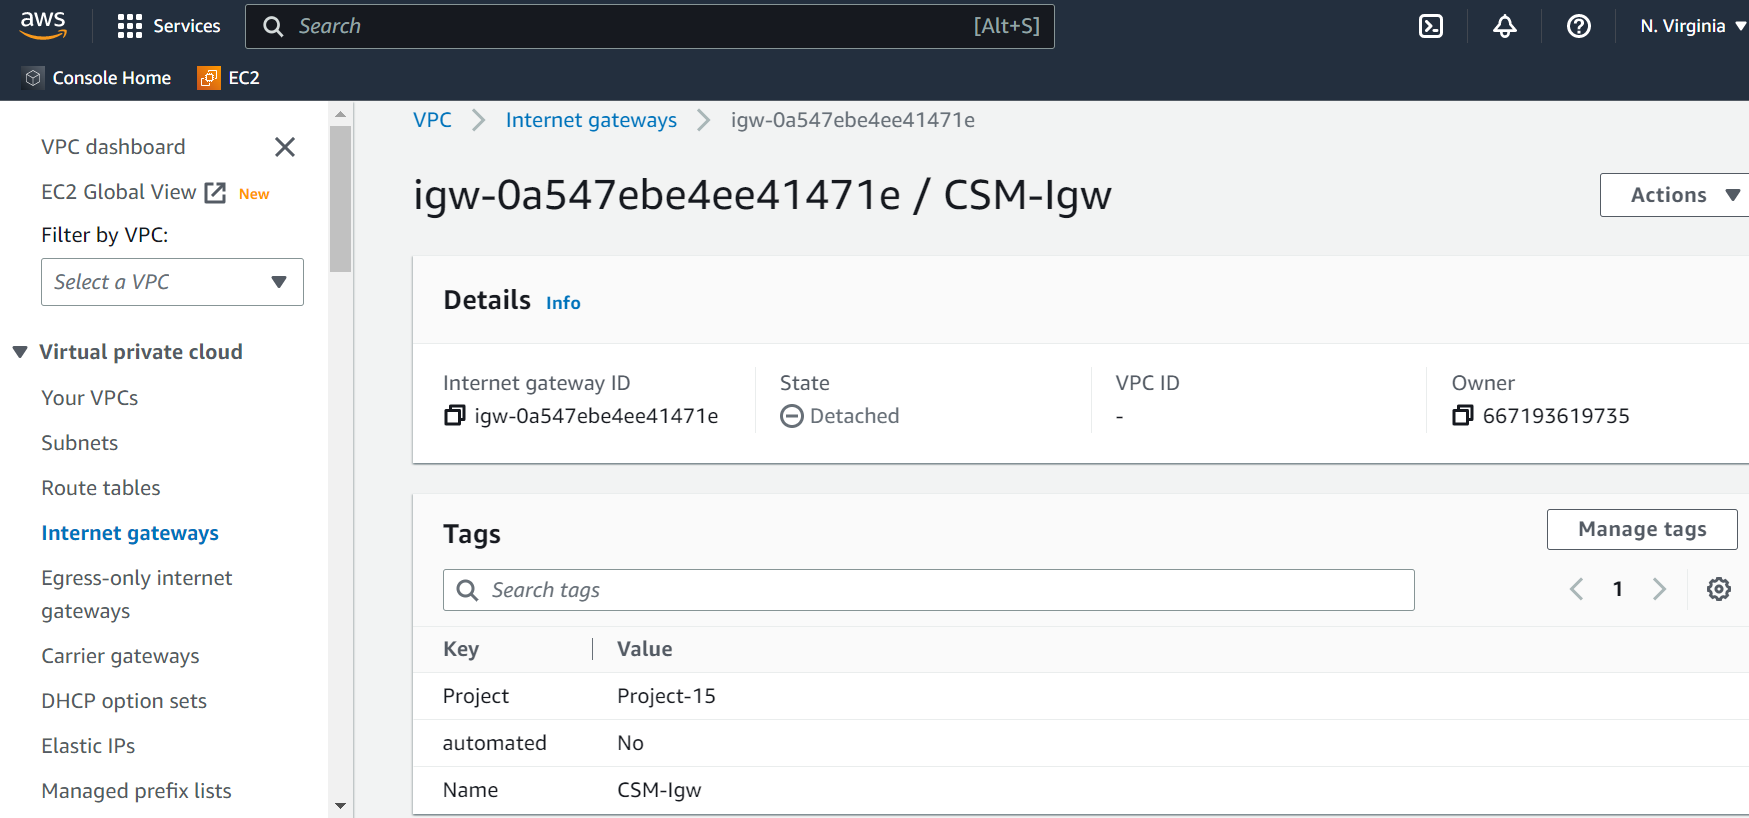 aws
Services
Search [Alt+S]
N. Virginia
Console Home
EC2
VPC dashboard
EC2 Global View New
Filter by VPC:
Select a VPC
Virtual private cloud
Your VPCs
Subnets
Route tables
Internet gateways
Egress-only internet
gateways
Carrier gateways
DHCP option sets
Elastic IPs
Managed prefix lists
VPC Internet gateways igw-0a547ebe4ee41471e
igw-0a547ebe4ee41471e / CSM-Igw
Actions
Details Info
Internet gateway ID
igw-0a547ebe4ee41471e
State
Detached
VPC ID
-
Owner
667193619735
Tags
Manage tags
Search tags
1
Key Value
Project Project-15
automated No
Name CSM-Igw